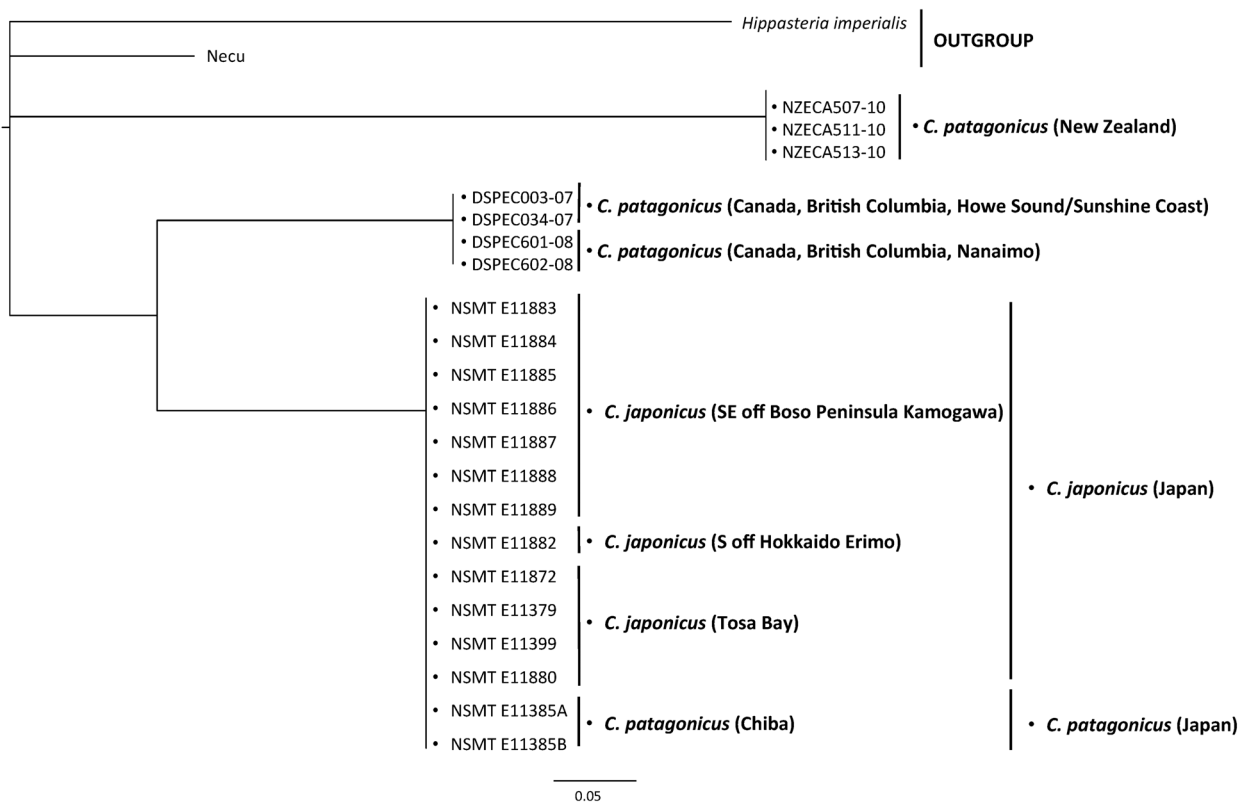 Hippasteria imperialis
OUTGROUP
Necu
• NZECA507-10
• NZECA511-10
• C. patagonicus (New Zealand)
• NZECA513-10
• DSPEC003-07
• C. patagonicus (Canada, British Columbia, Howe Sound/Sunshine Coast)
• DSPEC034-07
• DSPEC601-08
• C. patagonicus (Canada, British Columbia, Nanaimo)
• DSPEC602-08
• NSMT E11883
• NSMT E11884
• NSMT E11885
• NSMT E11886
• C. japonicus (SE off Boso Peninsula Kamogawa)
• NSMT E11887
• NSMT E11888
• C. japonicus (Japan)
• NSMT E11889
• NSMT E11882
• C. japonicus (S off Hokkaido Erimo)
• NSMT E11872
• NSMT E11379
• C. japonicus (Tosa Bay)
• NSMT E11399
• NSMT E11880
• NSMT E11385A
• C. patagonicus (Chiba)
• C. patagonicus (Japan)
• NSMT E11385B
0.05